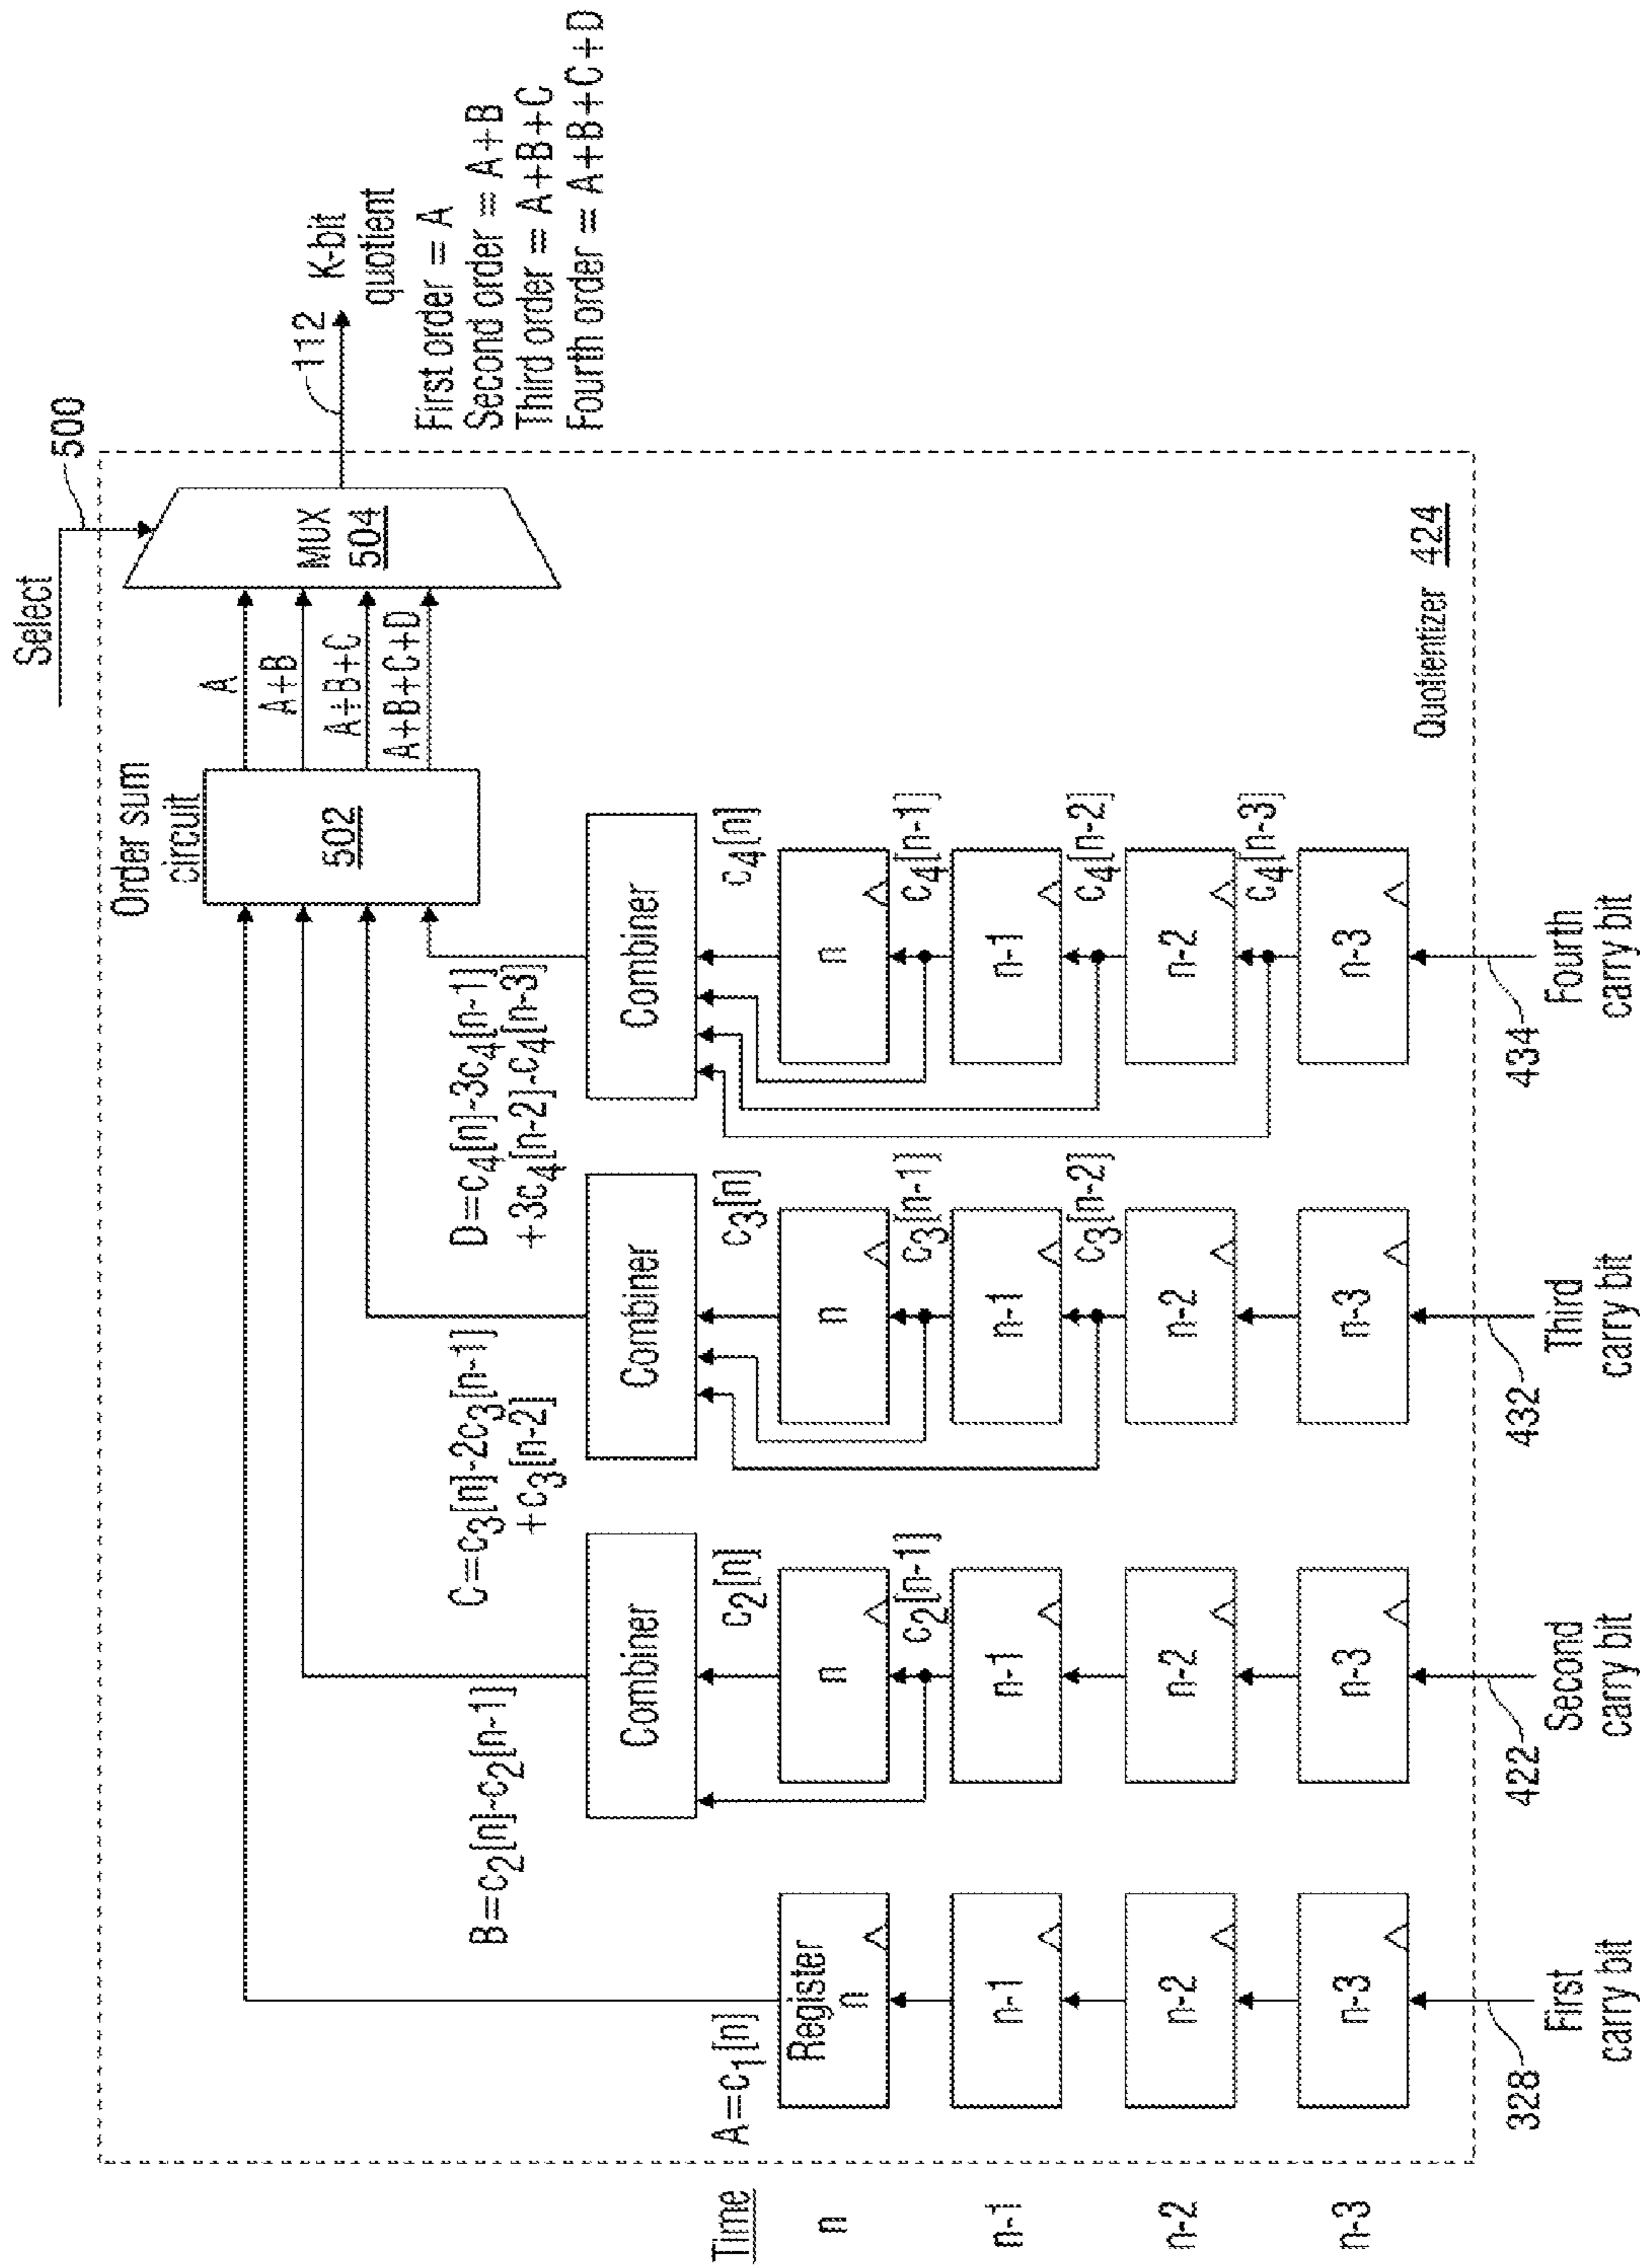 Select
500
Order sum
circuit
502
A
A+B
A+B+C
A+B+C+D
MUX
504
112
K-bit
quotient
First order = A
Second order = A+B
Third order = A+B+C
Fourth order = A+B+C+D
B=c2[n]-c2[n-1]
C=c3[n]-2c3[n-1]
+c3[n-2]
D=c4[n]-3c4[n-1]
+3c4[n-2]-c4[n-3]
Combiner
Combiner
Combiner
Time
A=c1[n]
c2[n]
c3[n]
c4[n]
n
Register
n
n
n
n
c2[n-1]
c3[n-1]
c4[n-1]
n-1
n-1
n-1
n-1
n-1
c3[n-2]
c4[n-2]
n-2
n-2
n-2
n-2
n-2
c4[n-3]
n-3
n-3
n-3
n-3
n-3
Quotientizer 424
328
422
432
434
First
carry bit
Second
carry bit
Third
carry bit
Fourth
carry bit